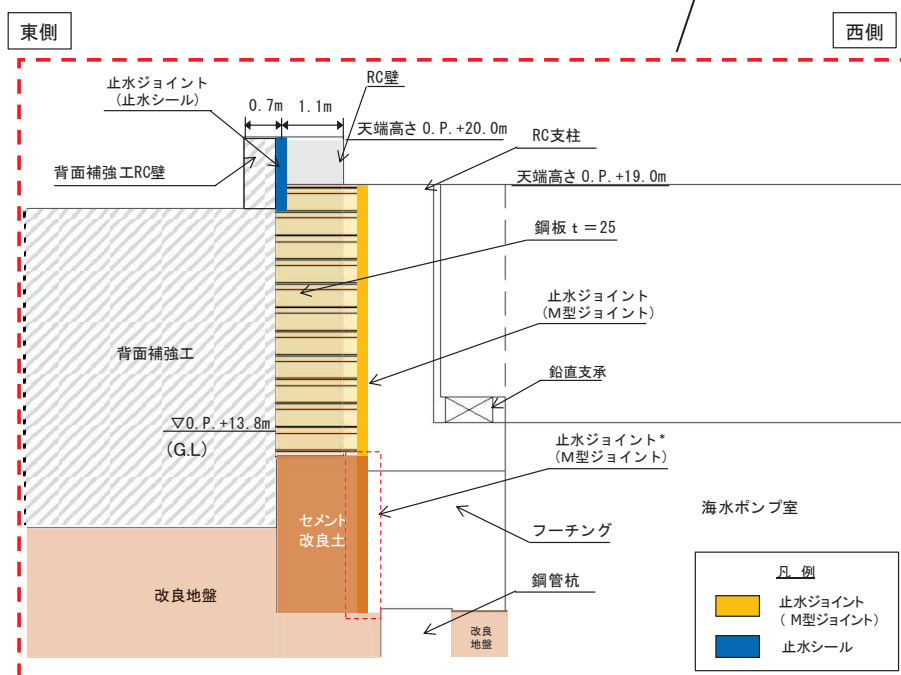 東側
西側
止水ジョイント
(止水シール)
0.7m
1.1m
RC壁
天端高さ O.P.+20.0m
RC支柱
背面補強工RC壁
天端高さ O.P.+19.0m
鋼板 t=25
止水ジョイント
(M型ジョイント)
背面補強工
鉛直支承
▽O.P.+13.8m
(G.L)
止水ジョイント*
(M型ジョイント)
セメント
改良土
フーチング
海水ポンプ室
鋼管杭
改良地盤
改良
地盤
凡 例
止水ジョイント
( M型ジョイント)
止水シール